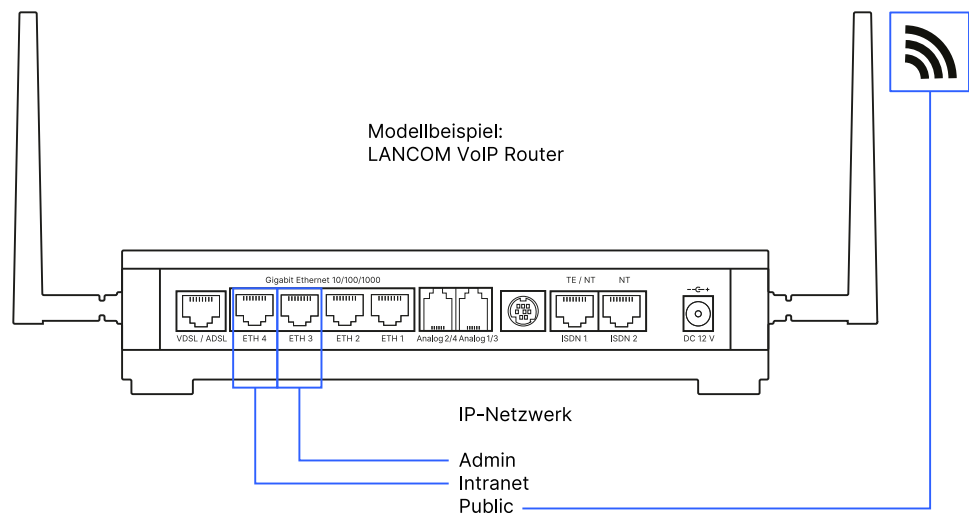 Modellbeispiel:
LANCOM VoIP Router
Gigabit Ethernet 10/100/1000
TE / NT
NT
VDSL / ADSL
ETH 4
ETH 3
ETH 2
ETH 1
Analog 2/4
Analog 1/3
ISDN 1
ISDN 2
DC 12 V
IP-Netzwerk
Admin
Intranet
Public